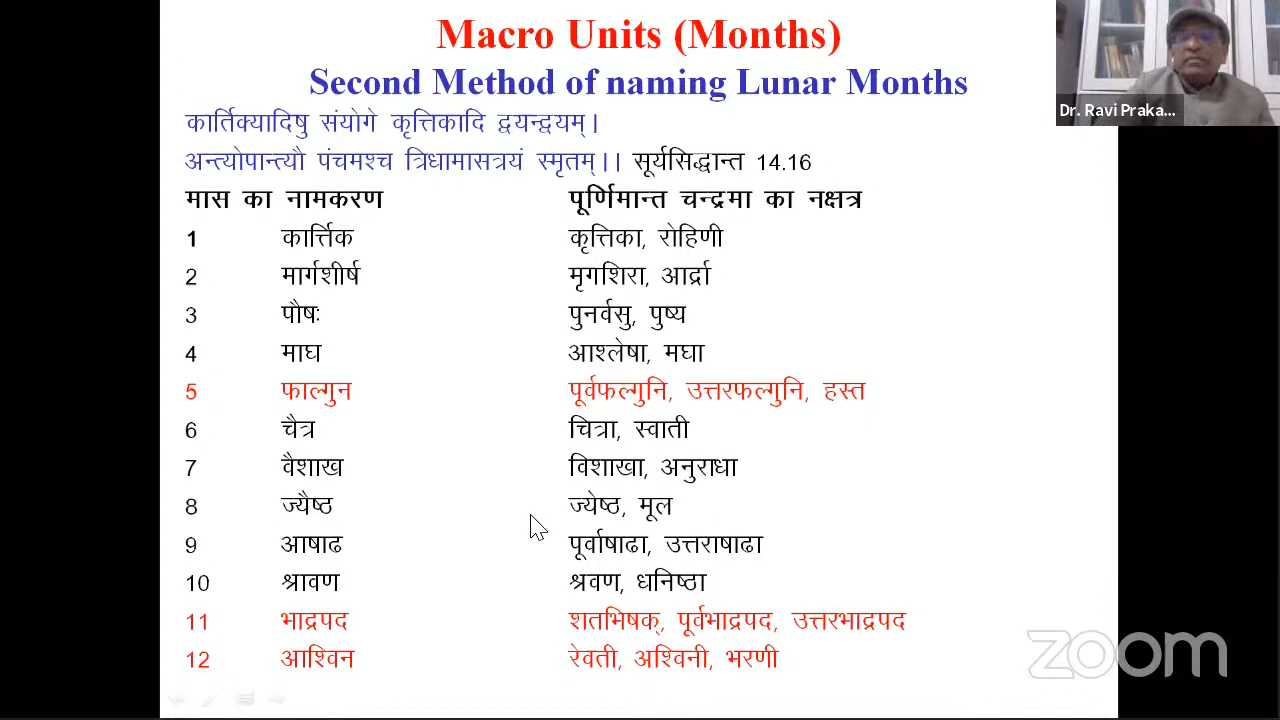 Macro Units (Months)
Second Method of naming Lunar Months
कार्तिक्यादिषु संयोगे कृत्तिकादि द्वयन्द्वयम्।
अन्त्योपान्त्यौ पंचमश्च त्रिधामासत्रयं स्मृतम्।। सूर्यसिद्धान्त 14.16
मास का नामकरण पूर्णिमान्त चन्द्रमा का नक्षत्र
1 कार्त्तिक कृत्तिका, रोहिणी
2 मार्गशीर्ष मृगशिरा, आर्द्रा
3 पौषः पुनर्वसु, पुष्य
4 माघ आश्लेषा, मघा
5 फाल्गुन पूर्वफल्गुनि, उत्तरफल्गुनि, हस्त
6 चैत्र चित्रा, स्वाती
7 वैशाख विशाखा, अनुराधा
8 ज्यैष्ठ ज्येष्ठ, मूल
9 आषाढ पूर्वाषाढा, उत्तराषाढा
10 श्रावण श्रवण, धनिष्ठा
11 भाद्रपद शतभिषक्, पूर्वभाद्रपद, उत्तरभाद्रपद
12 आश्विन रेवती, अश्विनी, भरणी
Dr. Ravi Praka...
zoom